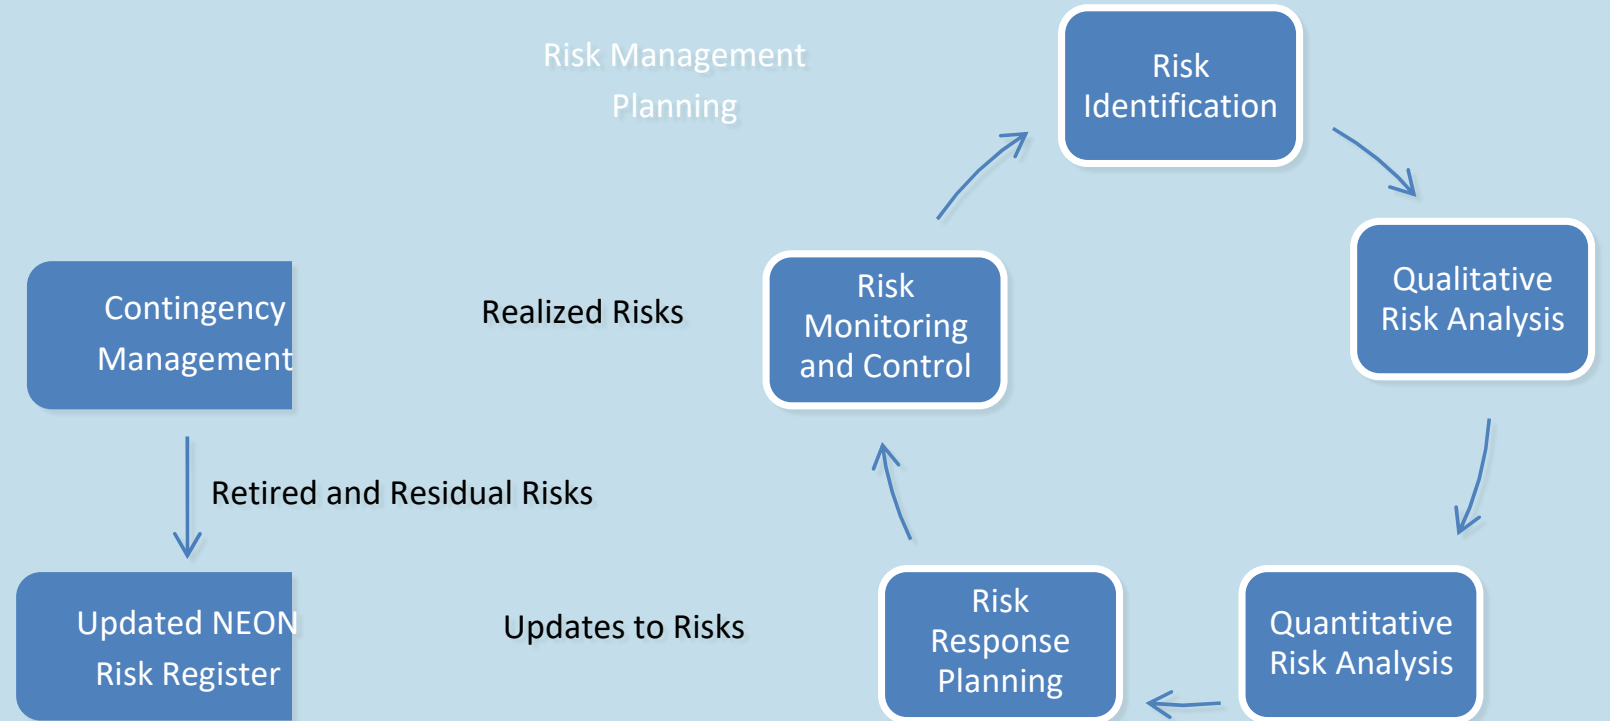 Risk Management
Planning
Risk
Identification
Contingency
Management
Realized Risks
Risk
Monitoring
and Control
Qualitative
Risk Analysis
Retired and Residual Risks
Updated NEON
Risk Register
Updates to Risks
Risk
Response
Planning
Quantitative
Risk Analysis